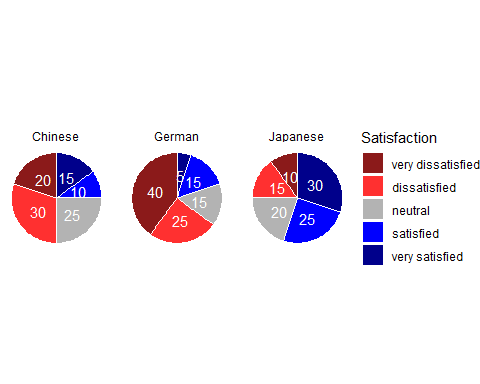 Chinese
German
Japanese
Satisfaction
20
15
10
30
25
40
5
15
15
25
15
10
30
20
25
very dissatisfied
dissatisfied
neutral
satisfied
very satisfied